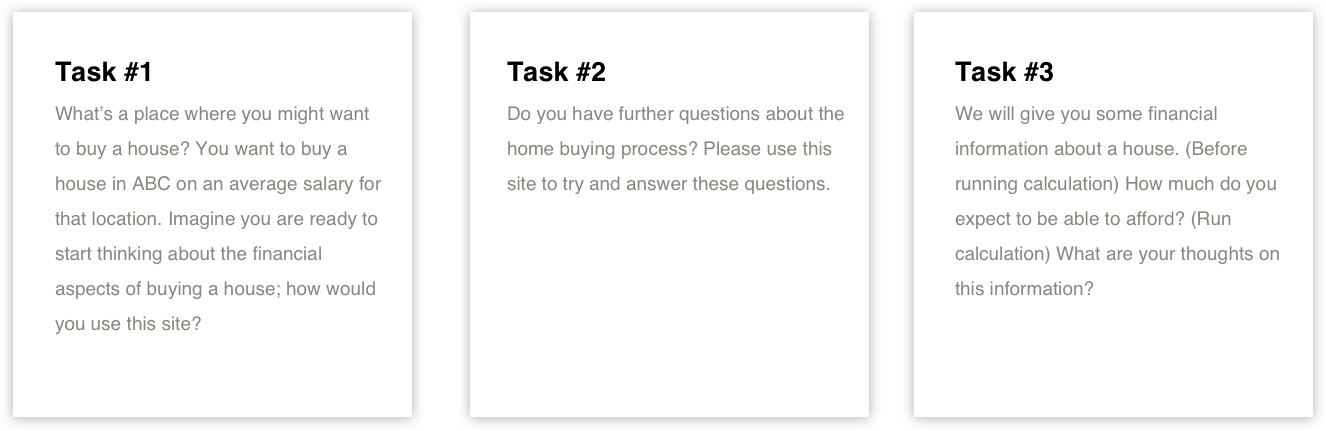 Task #1
What’s a place where you might want
to buy a house? You want to buy a
house in ABC on an average salary for
that location. Imagine you are ready to
start thinking about the financial
aspects of buying a house; how would
you use this site?
Task #2
Do you have further questions about the
home buying process? Please use this
site to try and answer these questions.
Task #3
We will give you some financial
information about a house. (Before
running calculation) How much do you
expect to be able to afford? (Run
calculation) What are your thoughts on
this information?